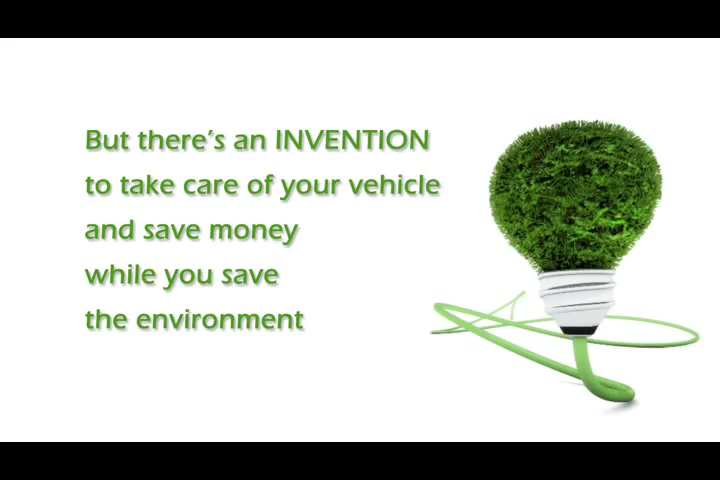 But there's an INVENTION
to take care of your vehicle
and save money
while you save
the environment